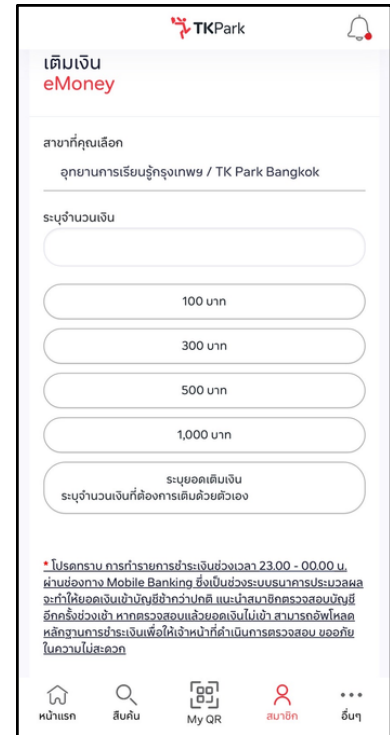 TKPark
เติมเงิน
eMoney
สาขาที่คุณเลือก
อุทยานการเรียนรู้กรุงเทพฯ / TK Park Bangkok
ระบุจำนวนเงิน
100 บาท
300 บาท
500 บาท
1,000 บาท
ระบุยอดเติมเงิน
ระบุจำนวนเงินที่ต้องการเติมด้วยตัวเอง
* โปรดทราบ การทำรายการชำระเงินช่วงเวลา 23.00 - 00.00 น.
ผ่านช่องทาง Mobile Banking ซึ่งเป็นช่วงระบบธนาคารประมวลผล
จะทำให้ยอดเงินเข้าบัญชีช้ากว่าปกติ แนะนำสมาชิกตรวจสอบบัญชี
อีกครั้งช่วงเช้า หากตรวจสอบแล้วยอดเงินไม่เข้า สามารถอัพโหลด
หลักฐานการชำระเงินเพื่อให้เจ้าหน้าที่ดำเนินการตรวจสอบ ขออภัย
ในความไม่สะดวก
หน้าแรก สืบค้น My QR สมาชิก อื่นๆ